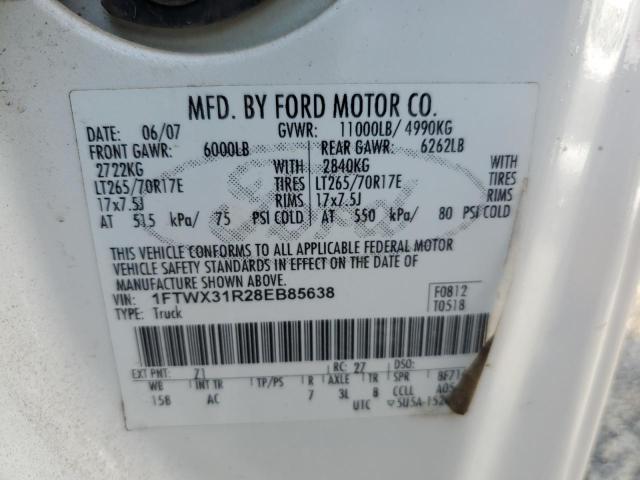 MFD. BY FORD MOTOR CO.
DATE: 06/07 GVWR: 11000LB/ 4990KG
FRONT GAWR: 6000LB REAR GAWR: 6262LB
2722KG WITH 2840KG WITH
LT265/70R17E TIRES LT265/70R17E TIRES
17x7.5J RIMS 17x7.5J RIMS
AT 515 kPa/ 75 PSI COLD AT 550 kPa/ 80 PSI COLD
Ford
THIS VEHICLE CONFORMS TO ALL APPLICABLE FEDERAL MOTOR
VEHICLE SAFETY STANDARDS IN EFFECT ON THE DATE OF
MANUFACTURE SHOWN ABOVE.
VIN: 1FTWX31R28EB85638 F0812
TYPE: Truck T0518
EXT PNT: Z1 RC: 27 DSO:
WB INT TR TP/PS R AXLE TR SPR
158 AC 7 3L 8 CCLL
UTC